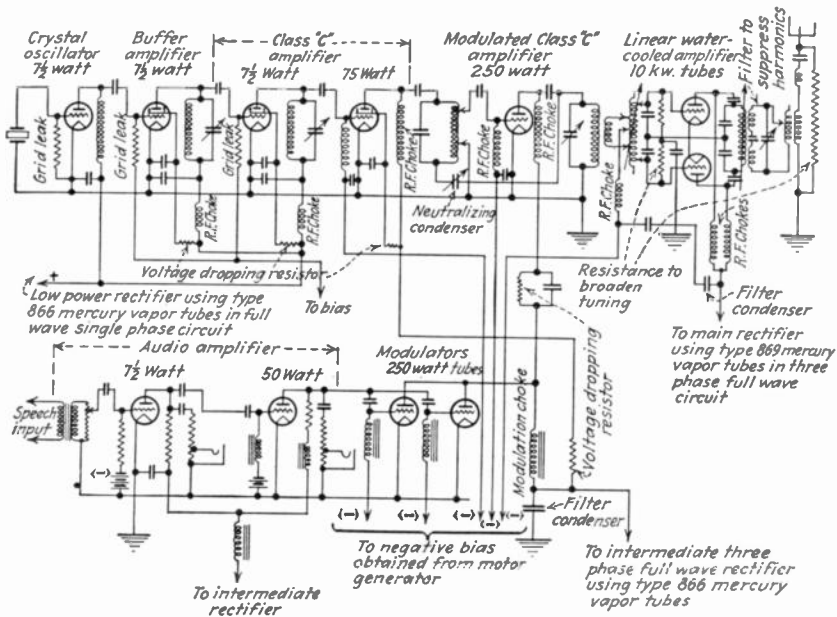 Crystal
oscillator
7½ watt
Buffer
amplifier
7½ watt
Class "C"
amplifier
7½ Watt
75 Watt
Modulated Class "C"
amplifier
250 watt
Linear water-
cooled amplifier
10 kw. tubes
Filter to
suppress
harmonics
Grid leak
Grid leak
Grid leak
R.F. Choke
R.F. Choke
R.F. Choke
R.F. Choke
R.F. Choke
R.F. Choke
R.F. Chokes
Neutralizing
condenser
Voltage dropping resistor
+
Low power rectifier using type
866 mercury vapor tubes in full
wave single phase circuit
To bias
Resistance to
broaden
tuning
Filter
condenser
To main rectifier
using type 869 mercury
vapor tubes in three
phase full wave
circuit
Audio amplifier
7½ Watt
50 Watt
Modulators
250 watt tubes
Speech
input
(-)
Modulation choke
Voltage dropping
resistor
(-)
(-)
(-)
(-)
(-)
Filter
condenser
To negative bias
obtained from motor
generator
To intermediate
rectifier
To intermediate three
phase full wave rectifier
using type 866 mercury
vapor tubes